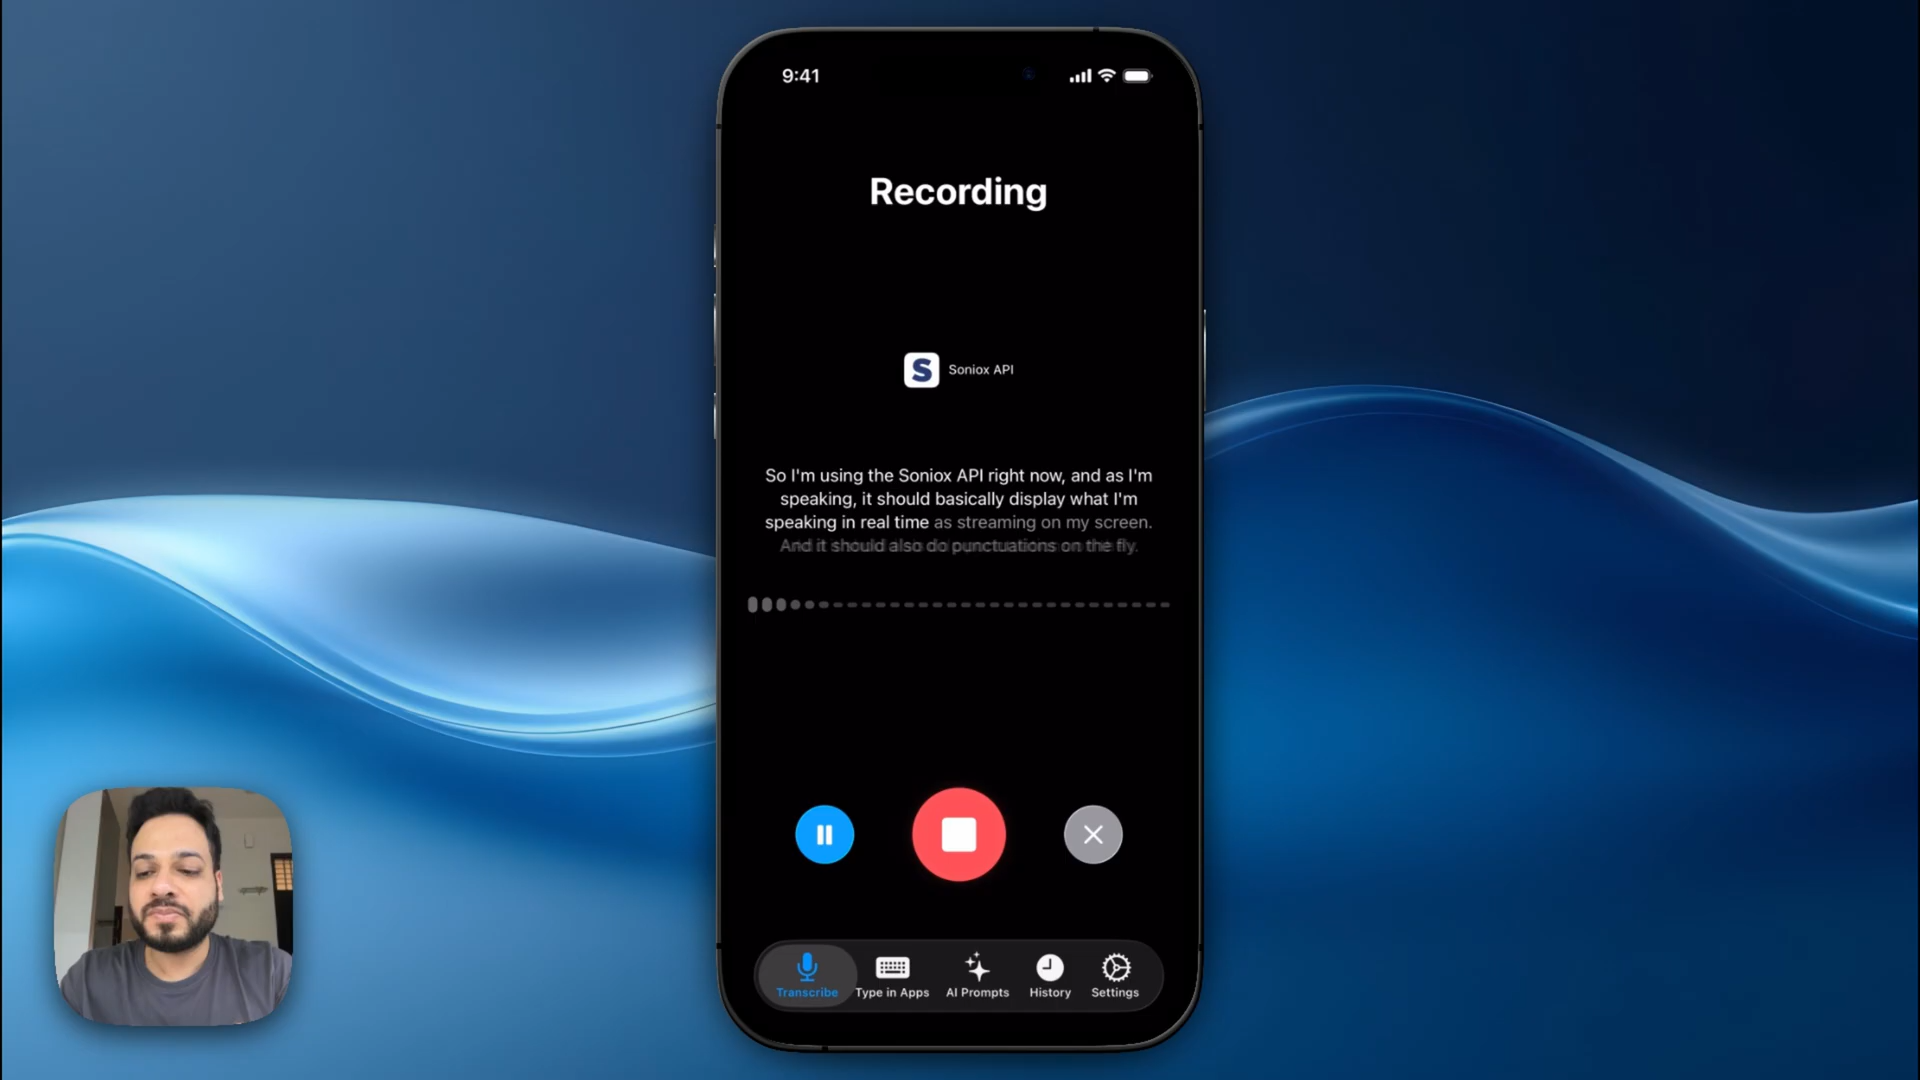 9:41
Recording
S Soniox API
So I'm using the Soniox API right now, and as I'm
speaking, it should basically display what I'm
speaking in real time as streaming on my screen.
And it should also do punctuations on the fly.
Transcribe Type in Apps AI Prompts History Settings